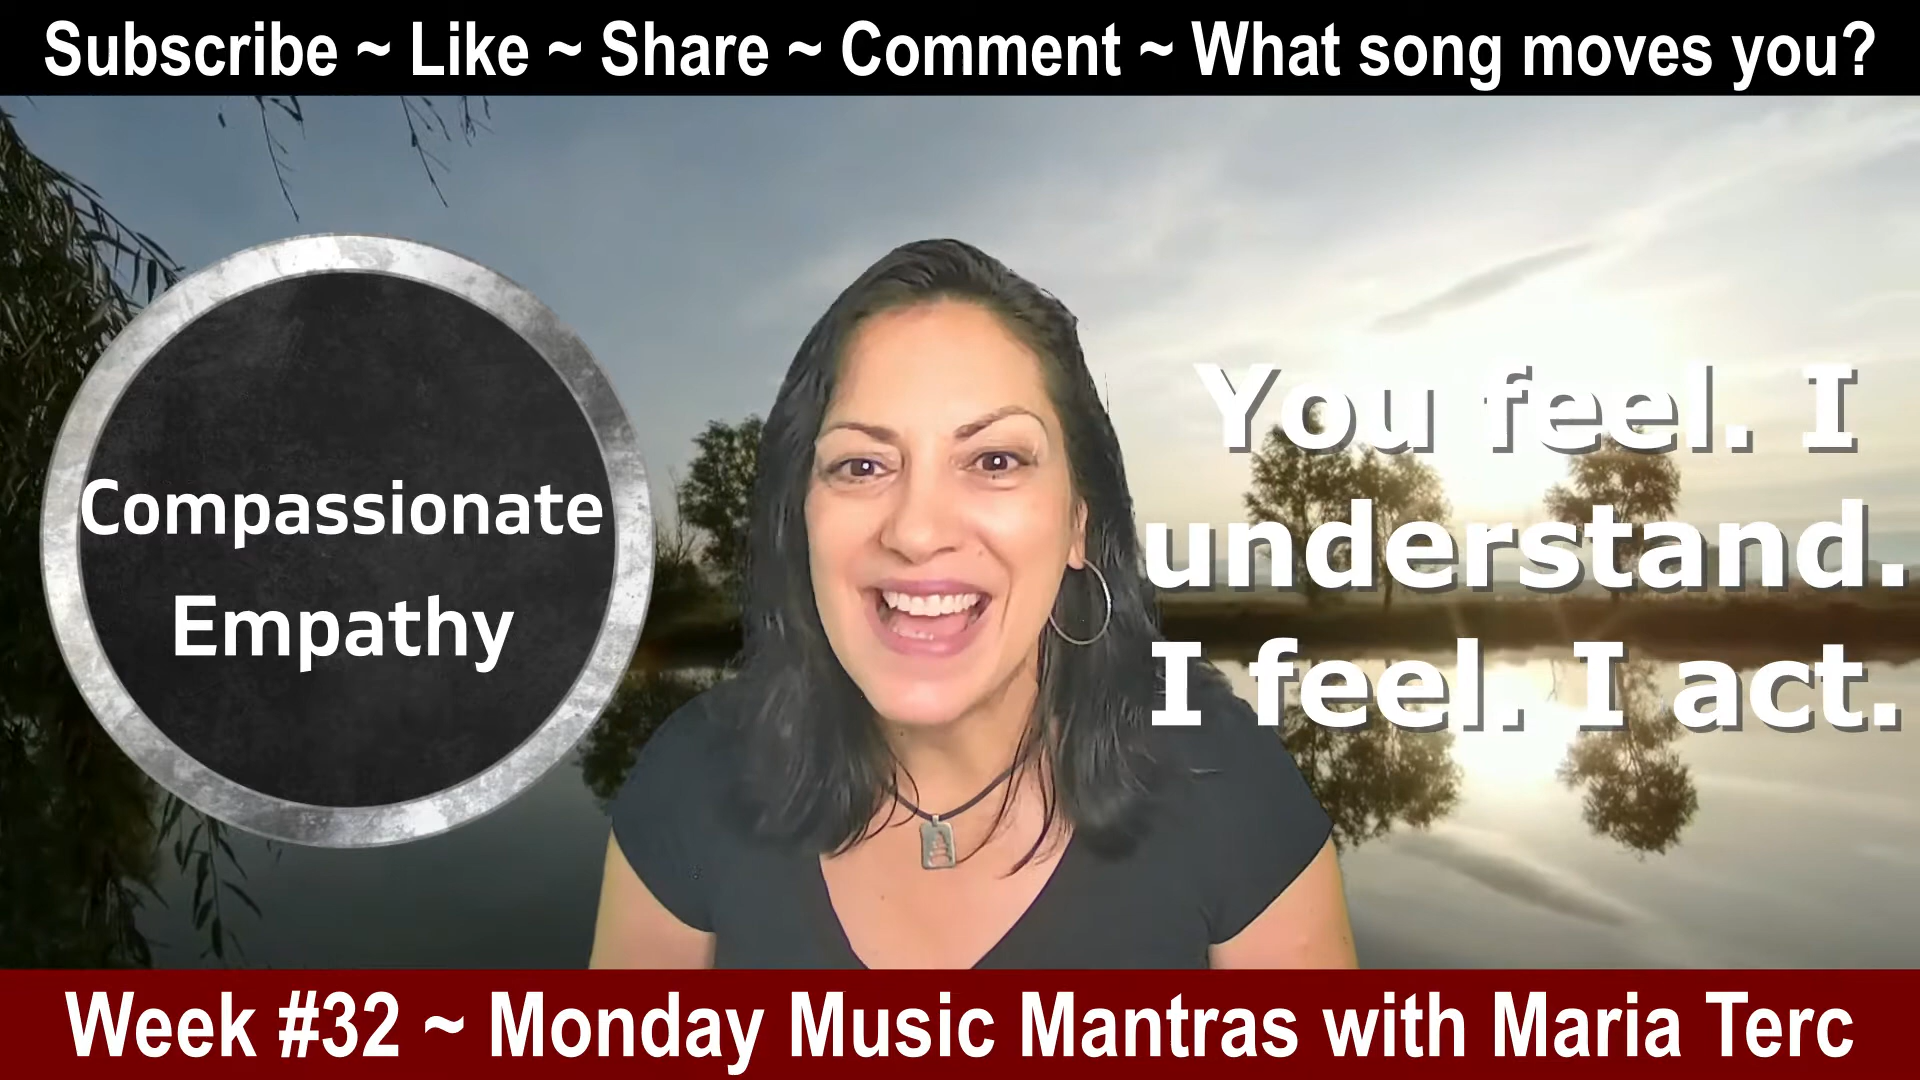 Subscribe ~ Like ~ Share ~ Comment ~ What song moves you?
Compassionate
Empathy
You feel. I
understand.
I feel. I act.
Week #32 ~ Monday Music Mantras with Maria Terc